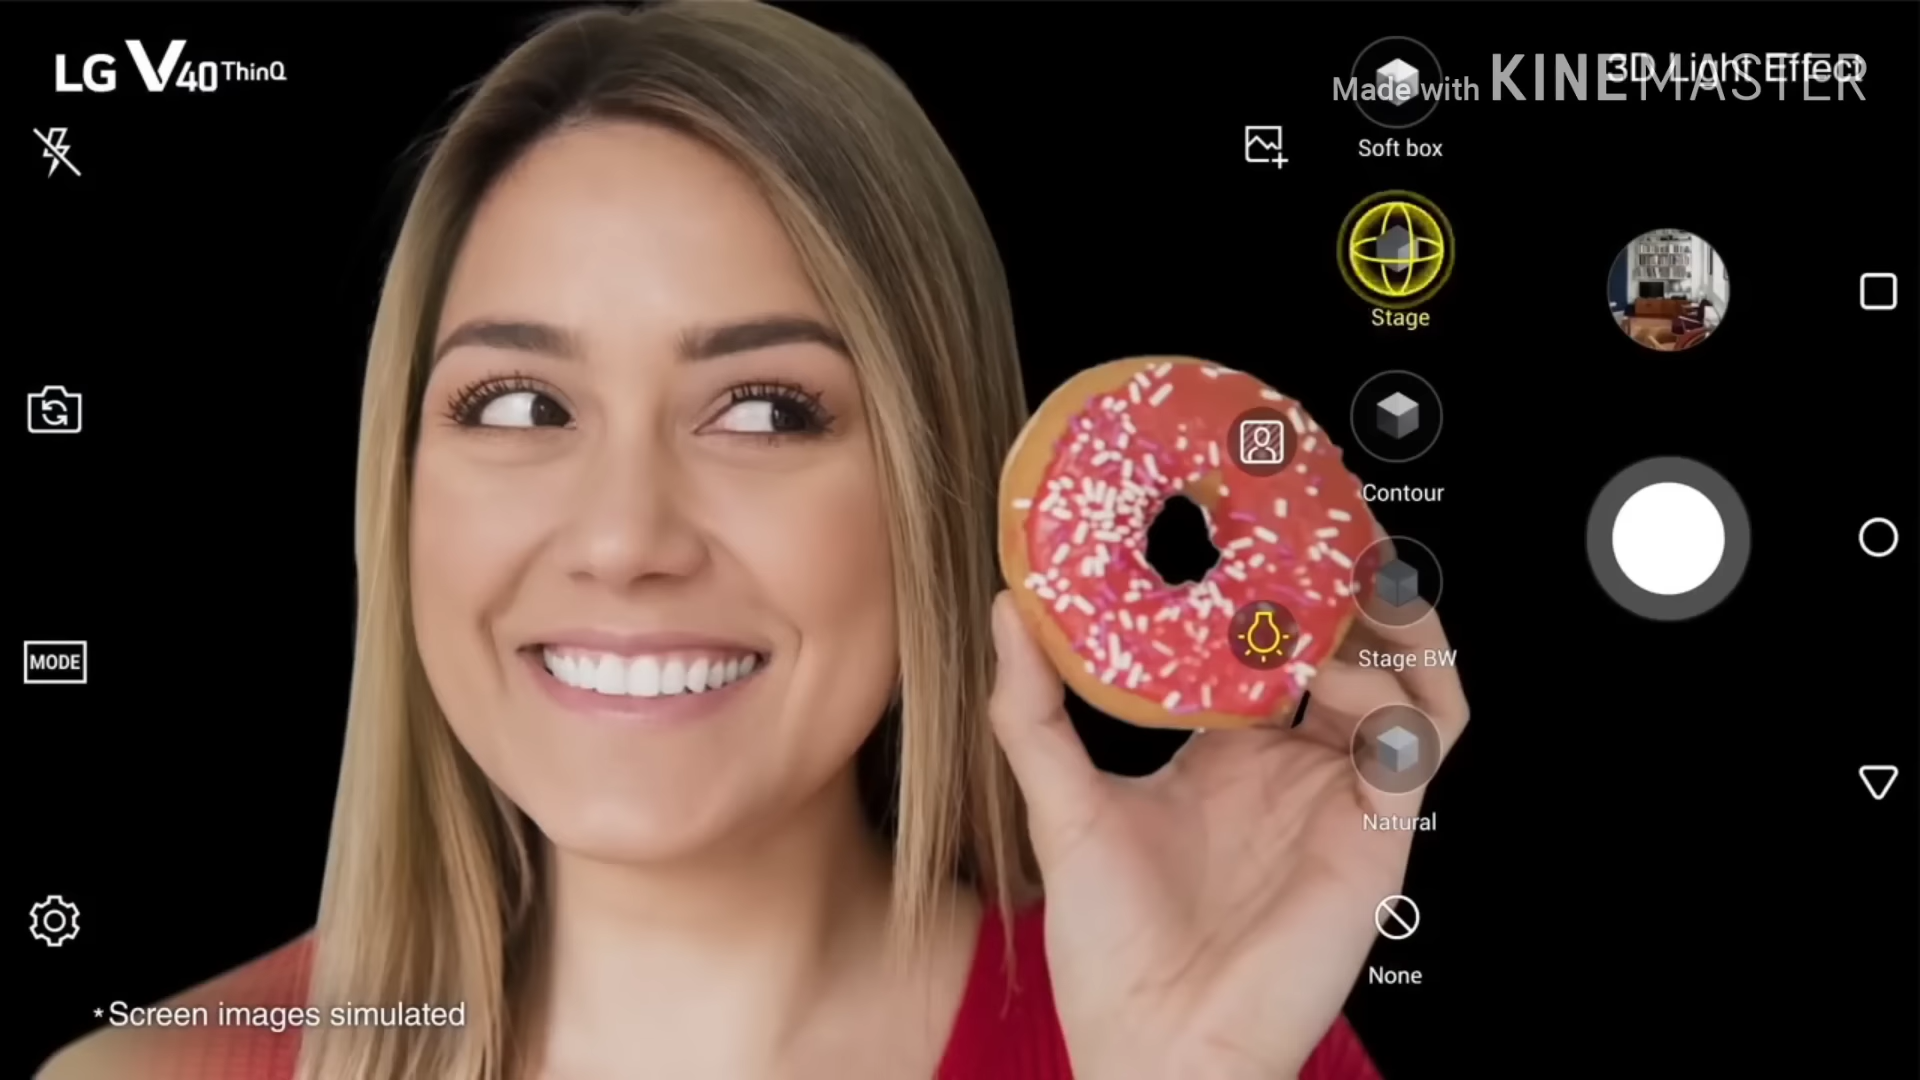 LG V40 ThinQ
3D Light Effect
Made with KINEMASTER
Soft box
Stage
Contour
MODE
Stage BW
Natural
None
*Screen images simulated